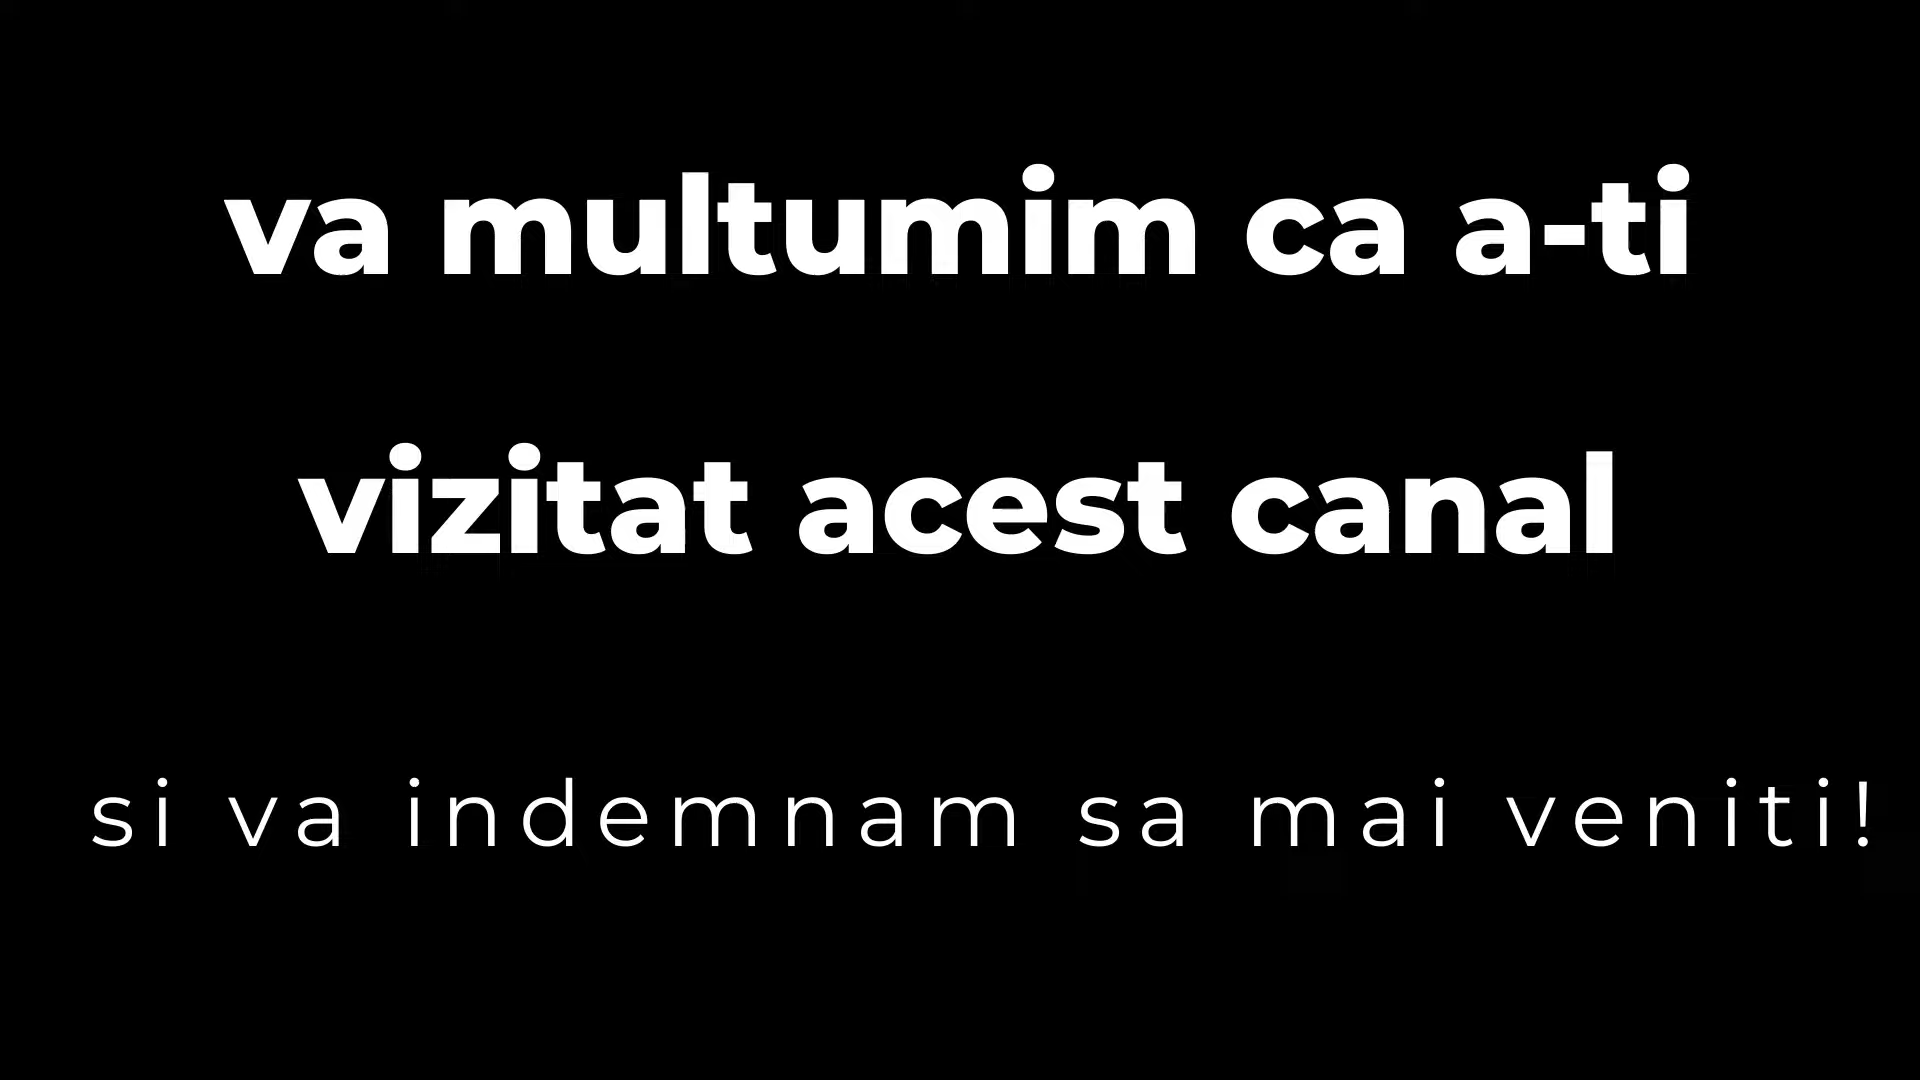 va multumim ca a-ti
vizitat acest canal
si va indemnam sa mai veniti!